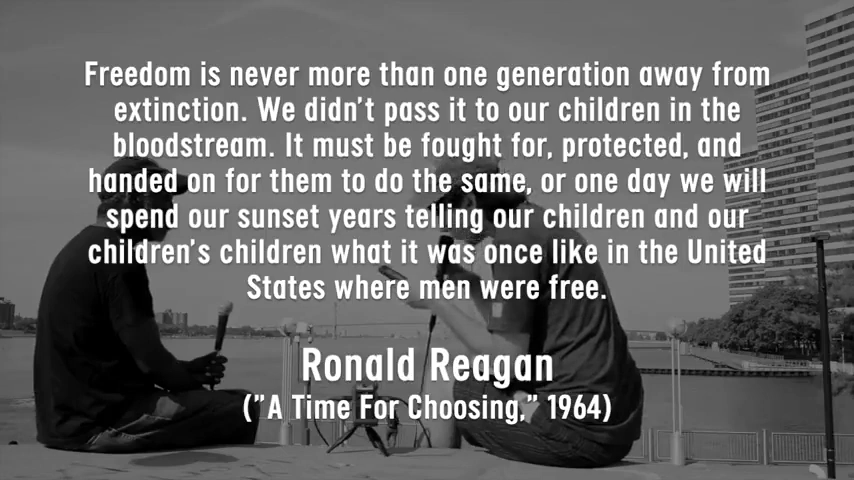 Freedom is never more than one generation away from
extinction. We didn't pass it to our children in the
bloodstream. It must be fought for, protected, and
handed on for them to do the same, or one day we will
spend our sunset years telling our children and our
children's children what it was once like in the United
States where men were free.
Ronald Reagan
("A Time For Choosing," 1964)